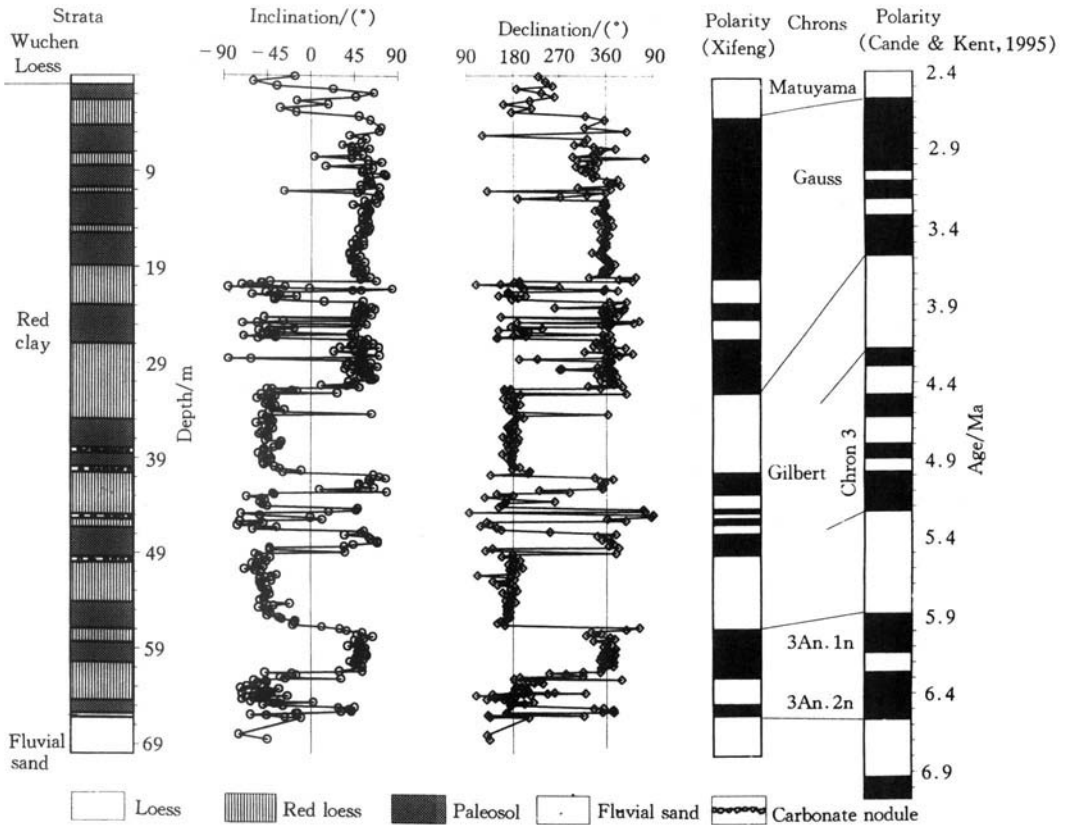 Strata
Inclination/(°)
Declination/(°)
Polarity
(Xifeng)
Chrons
Polarity
(Cande & Kent, 1995)
Wuchen
Loess
−90 −45 0 45 90
90 180 270 360 90
Matuyama
2.4
2.9
9
Gauss
3.4
19
3.9
Red
clay
29
Depth/m
4.4
39
Gilbert
Chron 3
4.9
Age/Ma
5.4
49
5.9
59
3An. 1n
3An. 2n
6.4
Fluvial
sand
69
6.9
Loess
Red loess
Paleosol
Fluvial sand
Carbonate nodule